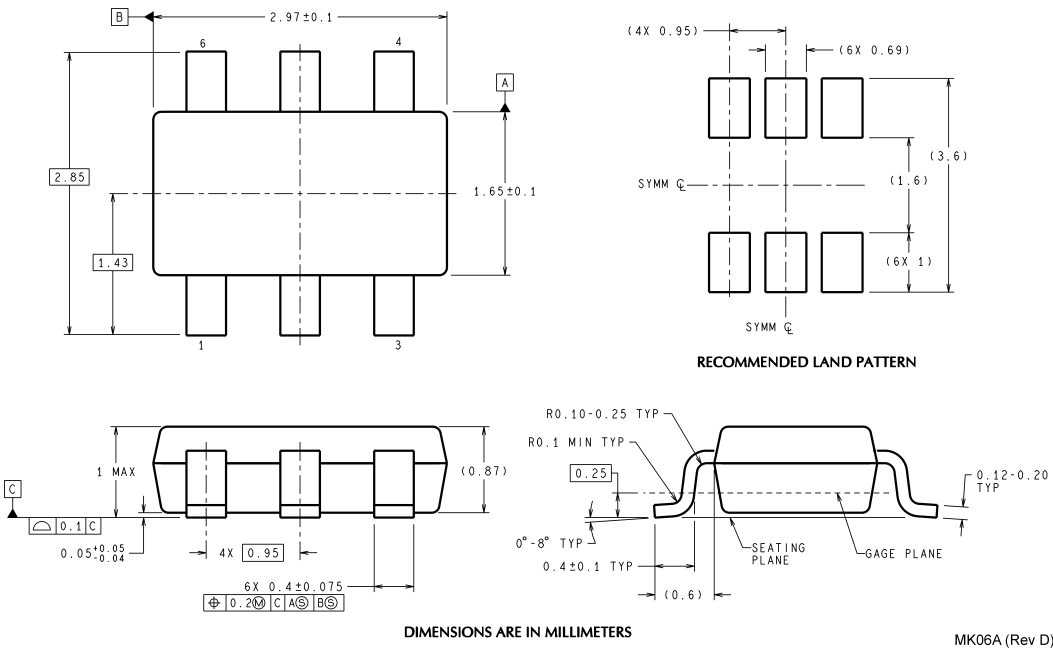 B
2.97±0.1
6
4
A
2.85
1.65±0.1
1.43
1
3
(4X 0.95)
(6X 0.69)
(3.6)
SYMM ℄
(1.6)
(6X 1)
SYMM ℄
RECOMMENDED LAND PATTERN
1 MAX
(0.87)
C
⌓ 0.1 C
0.05 +0.05 -0.04
4X 0.95
6X 0.4±0.075
⌖ 0.2Ⓜ C AⓈ BⓈ
R0.10-0.25 TYP
R0.1 MIN TYP
0.25
0.12-0.20
TYP
0°-8° TYP
SEATING
PLANE
GAGE PLANE
0.4±0.1 TYP
(0.6)
DIMENSIONS ARE IN MILLIMETERS
MK06A (Rev D)